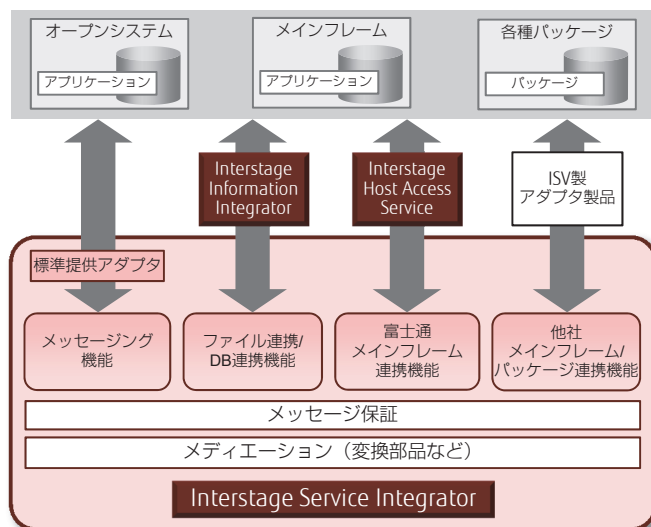 オープンシステム
メインフレーム
各種パッケージ
アプリケーション
アプリケーション
パッケージ
Interstage
Information
Integrator
Interstage
Host Access
Service
ISV製
アダプタ製品
標準提供アダプタ
メッセージング
機能
ファイル連携/
DB連携機能
富士通
メインフレーム
連携機能
他社
メインフレーム/
パッケージ連携機能
メッセージ保証
メディエーション（変換部品など）
Interstage Service Integrator